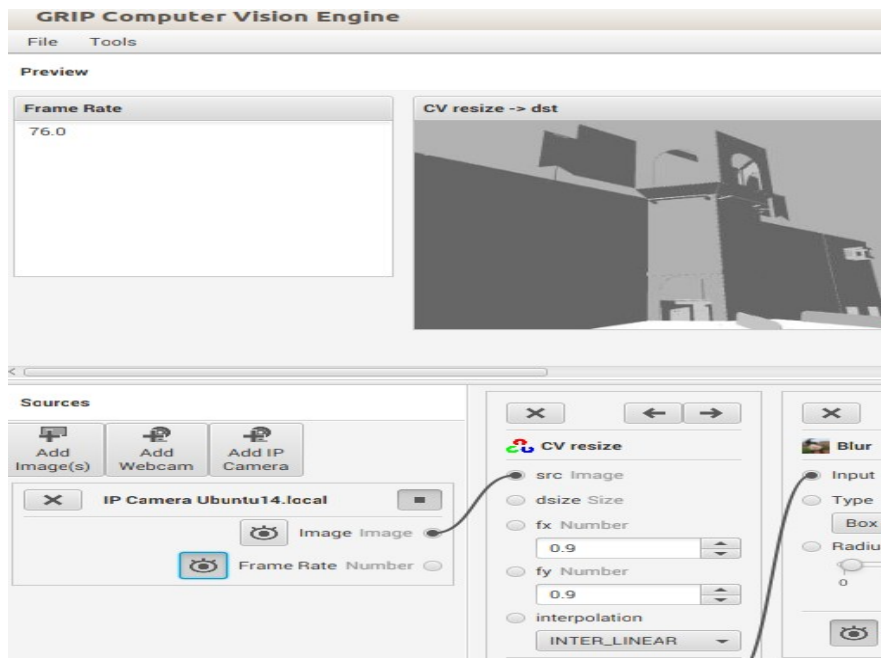 GRIP Computer Vision Engine
File Tools
Preview
Frame Rate
76.0
CV resize -> dst
Sources
Add Image(s)
Add Webcam
Add IP Camera
IP Camera Ubuntu14.local
Image Image
Frame Rate Number
CV resize
src Image
dsize Size
fx Number
0.9
fy Number
0.9
interpolation
INTER_LINEAR
Blur
Input
Type
Box
Radiu
0